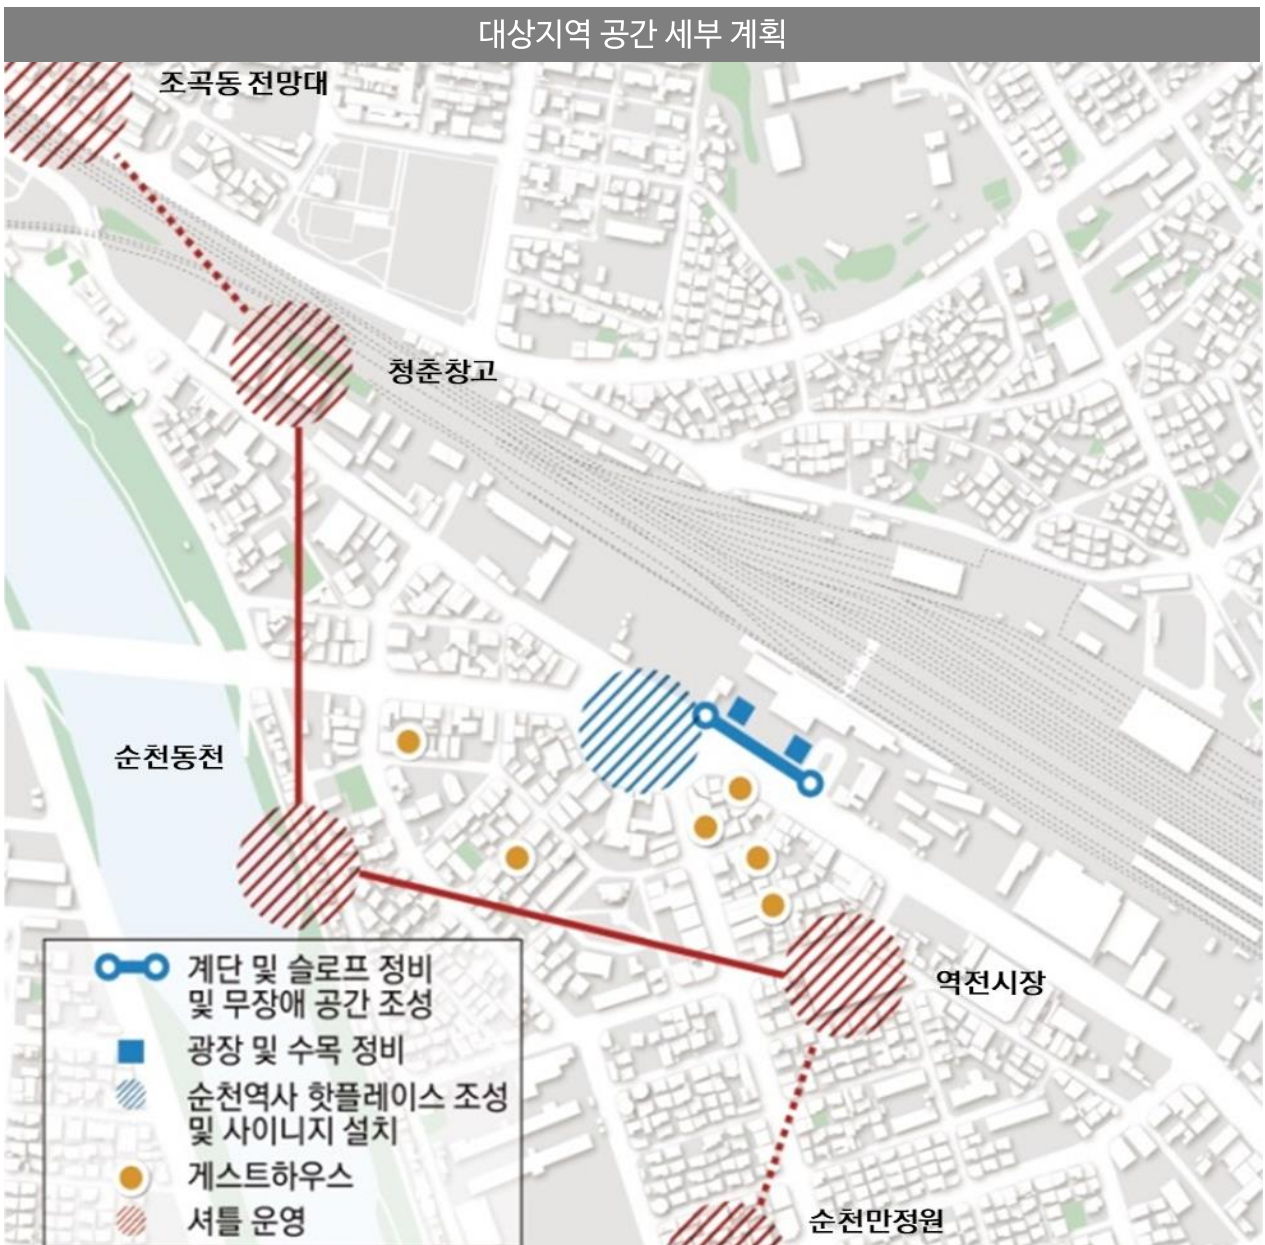 대상지역 공간 세부 계획
조곡동 전망대
청춘창고
순천동천
역전시장
계단 및 슬로프 정비
및 무장애 공간 조성
광장 및 수목 정비
순천역사 핫플레이스 조성
및 사이니지 설치
게스트하우스
셔틀 운영
순천만정원